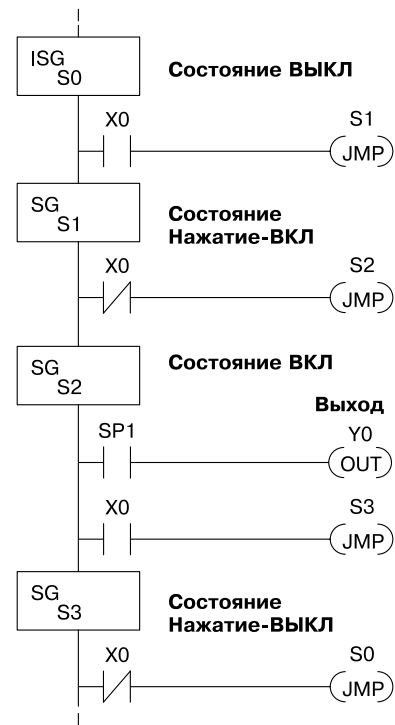 ISG
S0
Состояние ВЫКЛ
X0
S1
JMP
SG
S1
Состояние
Нажатие-ВКЛ
X0
S2
JMP
SG
S2
Состояние ВКЛ
Выход
SP1
Y0
OUT
X0
S3
JMP
SG
S3
Состояние
Нажатие-ВЫКЛ
X0
S0
JMP